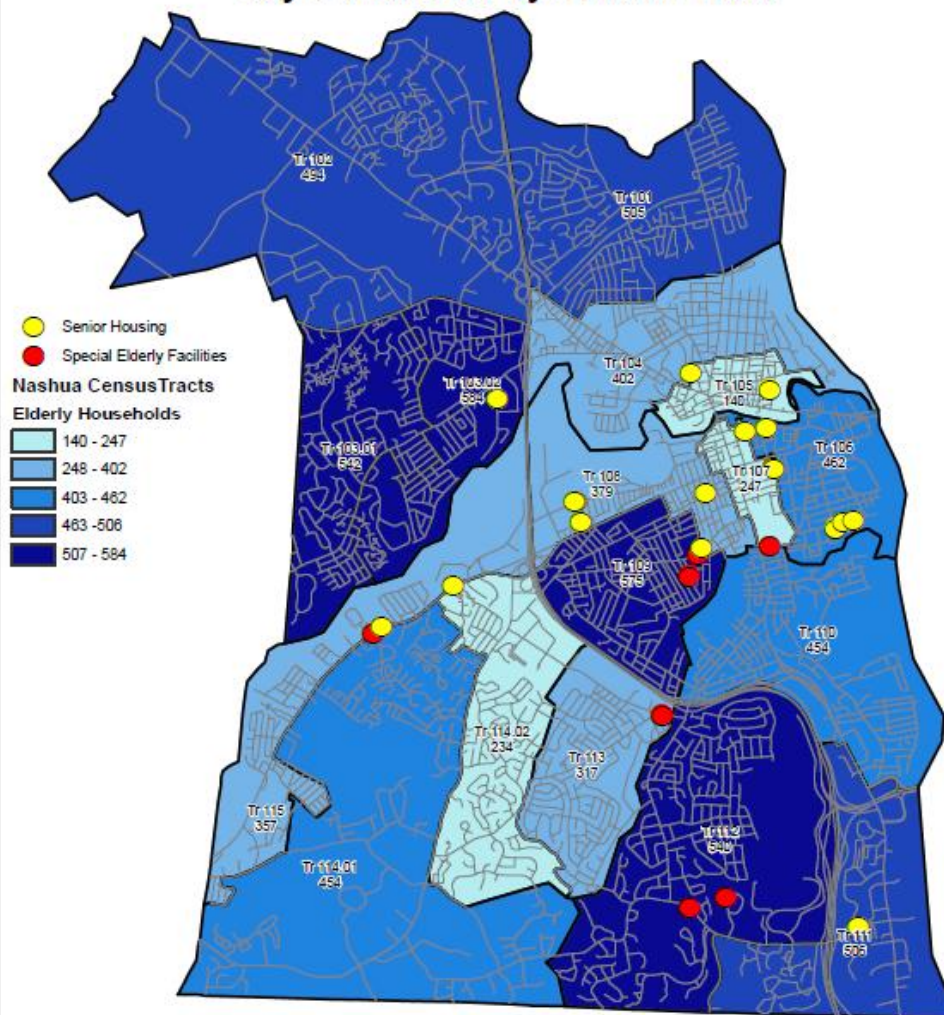 Tr 102
494
Tr 101
505
Senior Housing
Special Elderly Facilities
Nashua CensusTracts
Elderly Households
140 - 247
248 - 402
403 - 462
463 -506
507 - 584
Tr 104
402
Tr 103.02
584
Tr 105
140
Tr 103.01
542
Tr 106
462
Tr 107
247
Tr 108
379
Tr 109
575
Tr 110
454
Tr 114.02
234
Tr 113
317
Tr 115
357
Tr 112
540
Tr 114.01
454
Tr 111
506